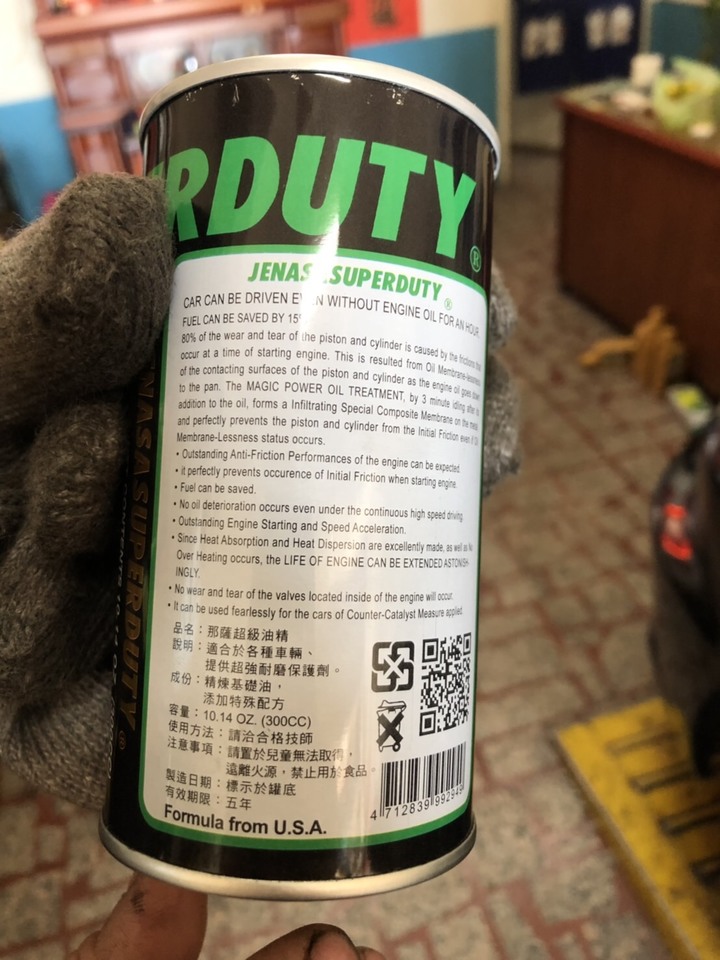 RDUTY®
JENASASUPERDUTY ®
CAR CAN BE DRIVEN EVEN WITHOUT ENGINE OIL FOR AN HOUR
FUEL CAN BE SAVED BY 15
80% of the wear and tear of the piston and cylinder is caused by the frictions
occur at a time of starting engine. This is resulted from Oil Membrane-lessness
of the contacting surfaces of the piston and cylinder as the engine oil goes down
to the pan. The MAGIC POWER OIL TREATMENT, by 3 minute idling after
addition to the oil, forms a Infiltrating Special Composite Membrane on the metal
and perfectly prevents the piston and cylinder from the Initial Friction even if Oil
Membrane-Lessness status occurs.
• Outstanding Anti-Friction Performances of the engine can be expected.
• it perfectly prevents occurence of Initial Friction when starting engine.
• Fuel can be saved.
• No oil deterioration occurs even under the continuous high speed driving.
• Outstanding Engine Starting and Speed Acceleration.
• Since Heat Absorption and Heat Dispersion are excellently made, as well as No
Over Heating occurs, the LIFE OF ENGINE CAN BE EXTENDED ASTONISH-
INGLY.
• No wear and tear of the valves located inside of the engine will occur.
• It can be used fearlessly for the cars of Counter-Catalyst Measure applied.
品名：那薩超級油精
說明：適合於各種車輛、
提供超強耐磨保護劑。
成份：精煉基礎油，
添加特殊配方
容量：10.14 OZ. (300CC)
使用方法：請洽合格技師
注意事項：請置於兒童無法取得，
遠離火源，禁止用於食品。
製造日期：標示於罐底
有效期限：五年
Formula from U.S.A.
4 712839 992949
NASASUPERDUTY®